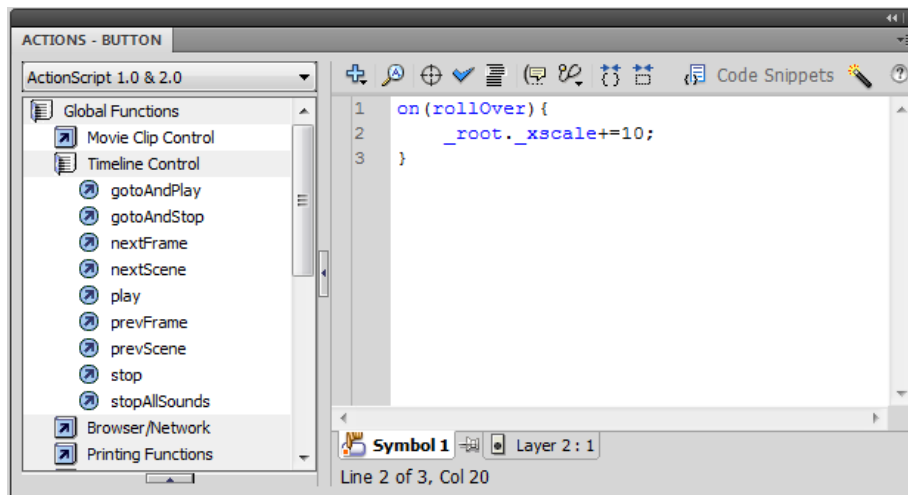 ACTIONS - BUTTON
ActionScript 1.0 & 2.0
Global Functions
Movie Clip Control
Timeline Control
gotoAndPlay
gotoAndStop
nextFrame
nextScene
play
prevFrame
prevScene
stop
stopAllSounds
Browser/Network
Printing Functions
Code Snippets
1 on(rollOver){
2 _root._xscale+=10;
3 }
Symbol 1
Layer 2 : 1
Line 2 of 3, Col 20